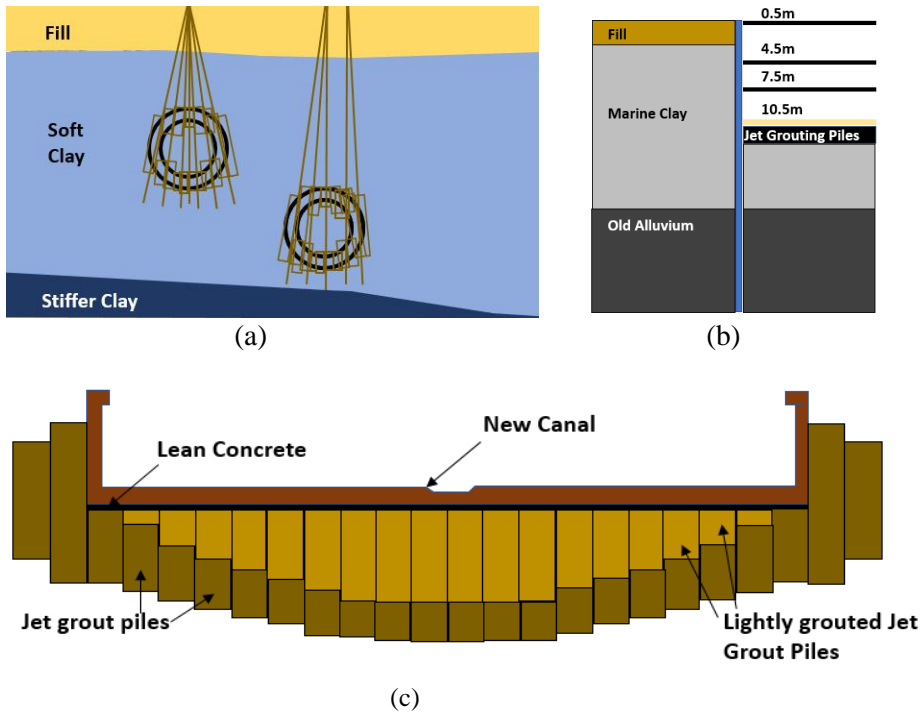 Fill
Soft
Clay
Stiffer Clay
(a)
0.5m
Fill
4.5m
7.5m
Marine Clay
10.5m
Jet Grouting Piles
Old Alluvium
(b)
New Canal
Lean Concrete
Jet grout piles
Lightly grouted Jet
Grout Piles
(c)